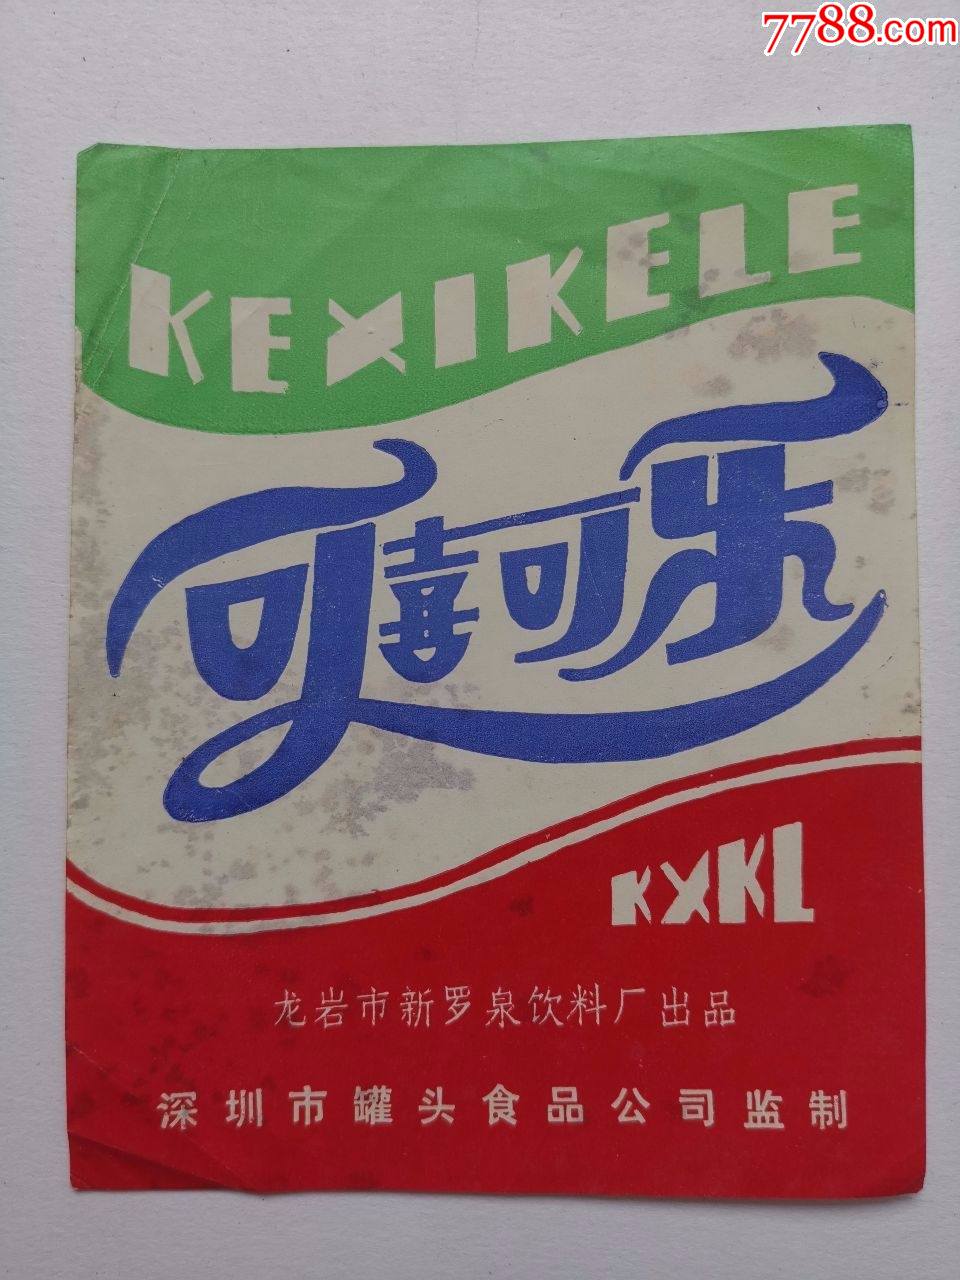 7788.com
KEXIKELE
可喜可乐
KXKL
龙岩市新罗泉饮料厂出品
深圳市罐头食品公司监制